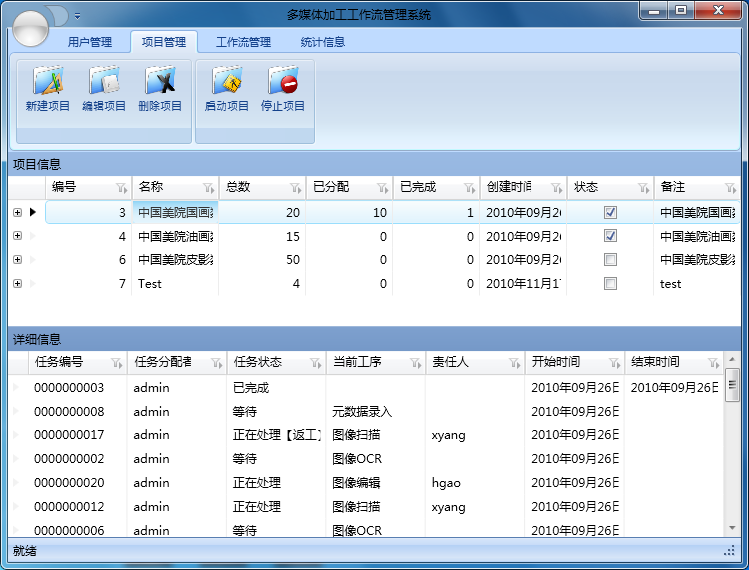 多媒体加工工作流管理系统
用户管理 项目管理 工作流管理 统计信息
新建项目 编辑项目 删除项目 启动项目 停止项目
项目信息
编号 名称 总数 已分配 已完成 创建时间 状态 备注
3 中国美院国画 20 10 1 2010年09月2 中国美院国画
4 中国美院油画 15 0 0 2010年09月2 中国美院油画
6 中国美院皮影 50 0 0 2010年09月2 中国美院皮影
7 Test 4 0 0 2010年11月1 test
详细信息
任务编号 任务分配者 任务状态 当前工序 责任人 开始时间 结束时间
0000000003 admin 已完成 2010年09月26日 2010年09月26日
0000000008 admin 等待 元数据录入 2010年09月26日
0000000017 admin 正在处理【返工】 图像扫描 xyang 2010年09月26日
0000000002 admin 等待 图像OCR 2010年09月26日
0000000020 admin 正在处理 图像编辑 hgao 2010年09月26日
0000000012 admin 正在处理 图像扫描 xyang 2010年09月26日
0000000006 admin 等待 图像OCR 2010年09月26日
就绪